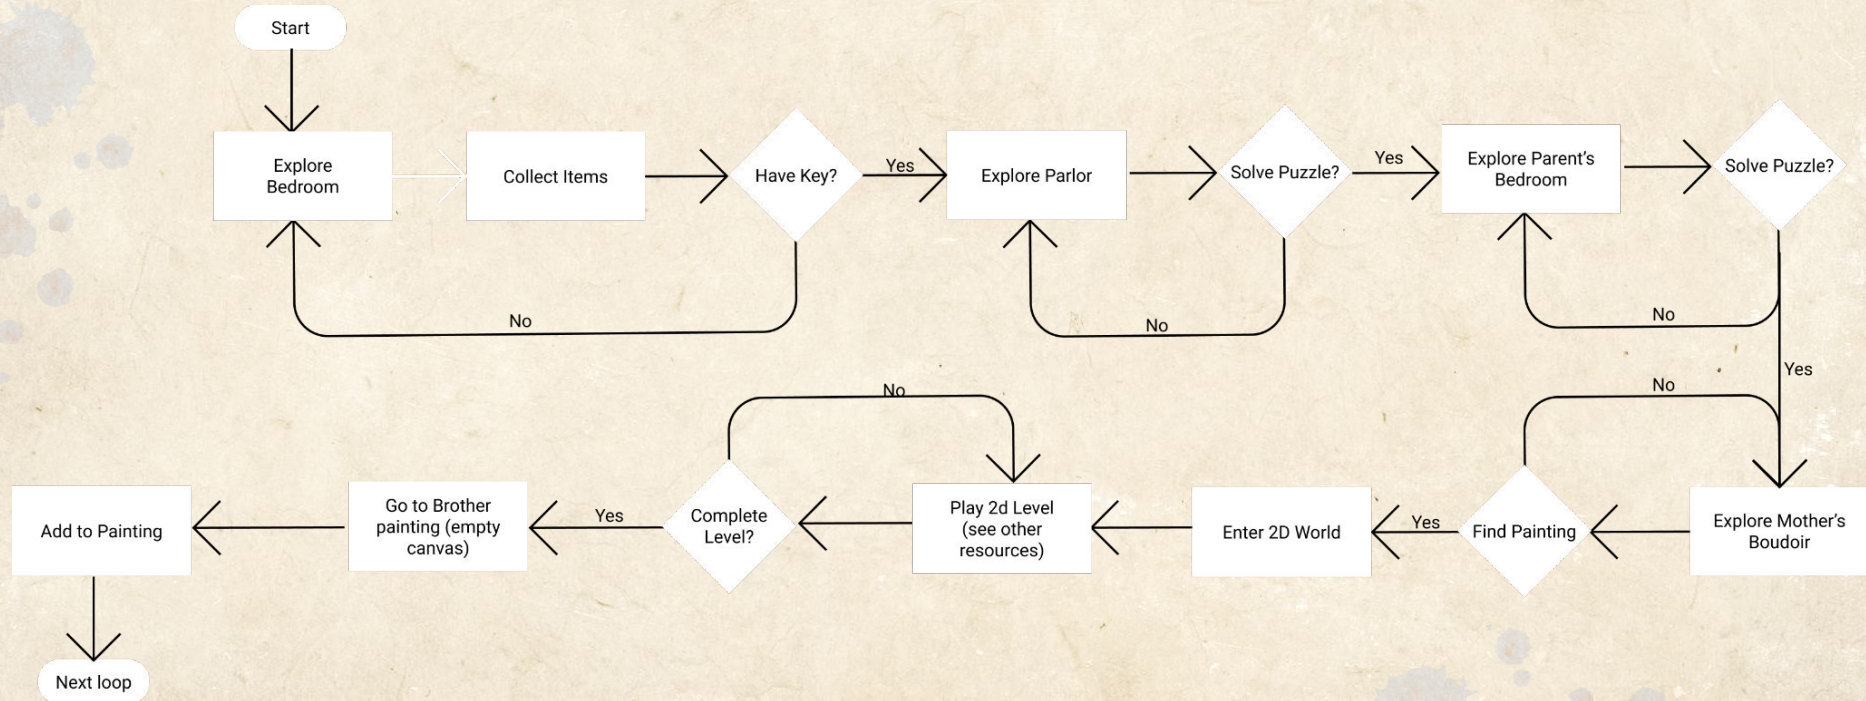 Start
Explore
Bedroom
Collect Items
Have Key?
Yes
Explore Parlor
Solve Puzzle?
Yes
Explore Parent's
Bedroom
Solve Puzzle?
No
No
No
Yes
No
No
Explore Mother's
Boudoir
Find Painting
Yes
Enter 2D World
Play 2d Level
(see other
resources)
Complete
Level?
Yes
Go to Brother
painting (empty
canvas)
Add to Painting
Next loop